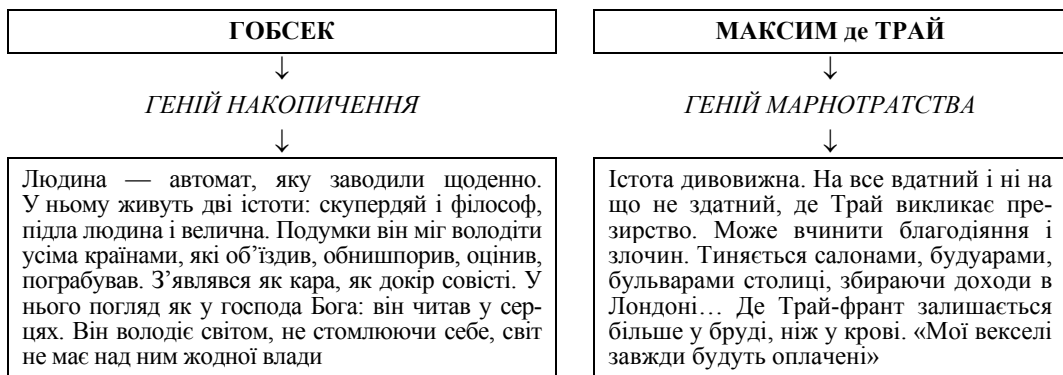 ГОБСЕК
↓
ГЕНІЙ НАКОПИЧЕННЯ
↓
Людина — автомат, яку заводили щоденно.
У ньому живуть дві істоти: скупердяй і філософ,
підла людина і велична. Подумки він міг володіти
усіма країнами, які об’їздив, обнишпорив, оцінив,
пограбував. З’являвся як кара, як докір совісті. У
нього погляд як у господа Бога: він читав у сер-
цях. Він володіє світом, не стомлюючи себе, світ
не має над ним жодної влади
МАКСИМ де ТРАЙ
↓
ГЕНІЙ МАРНОТРАТСТВА
↓
Істота дивовижна. На все вдатний і ні на
що не здатний, де Трай викликає пре-
зирство. Може вчинити благодіяння і
злочин. Тиняється салонами, будуарами,
бульварами столиці, збираючи доходи в
Лондоні… Де Трай-франт залишається
більше у бруді, ніж у крові. «Мої векселі
завжди будуть оплачені»